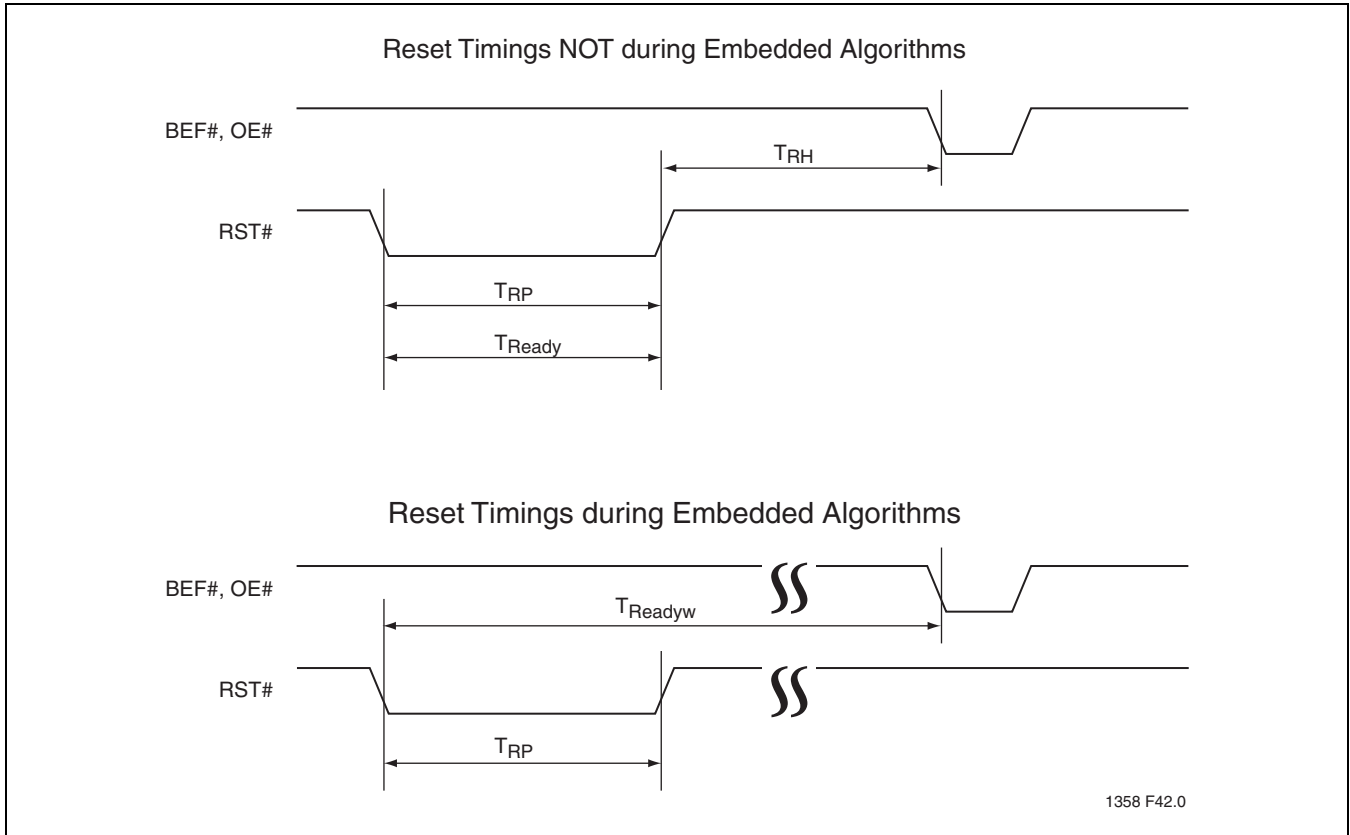 Reset Timings NOT during Embedded Algorithms
BEF#, OE#
TRH
RST#
TRP
TReady
Reset Timings during Embedded Algorithms
BEF#, OE#
TReadyw
RST#
TRP
1358 F42.0